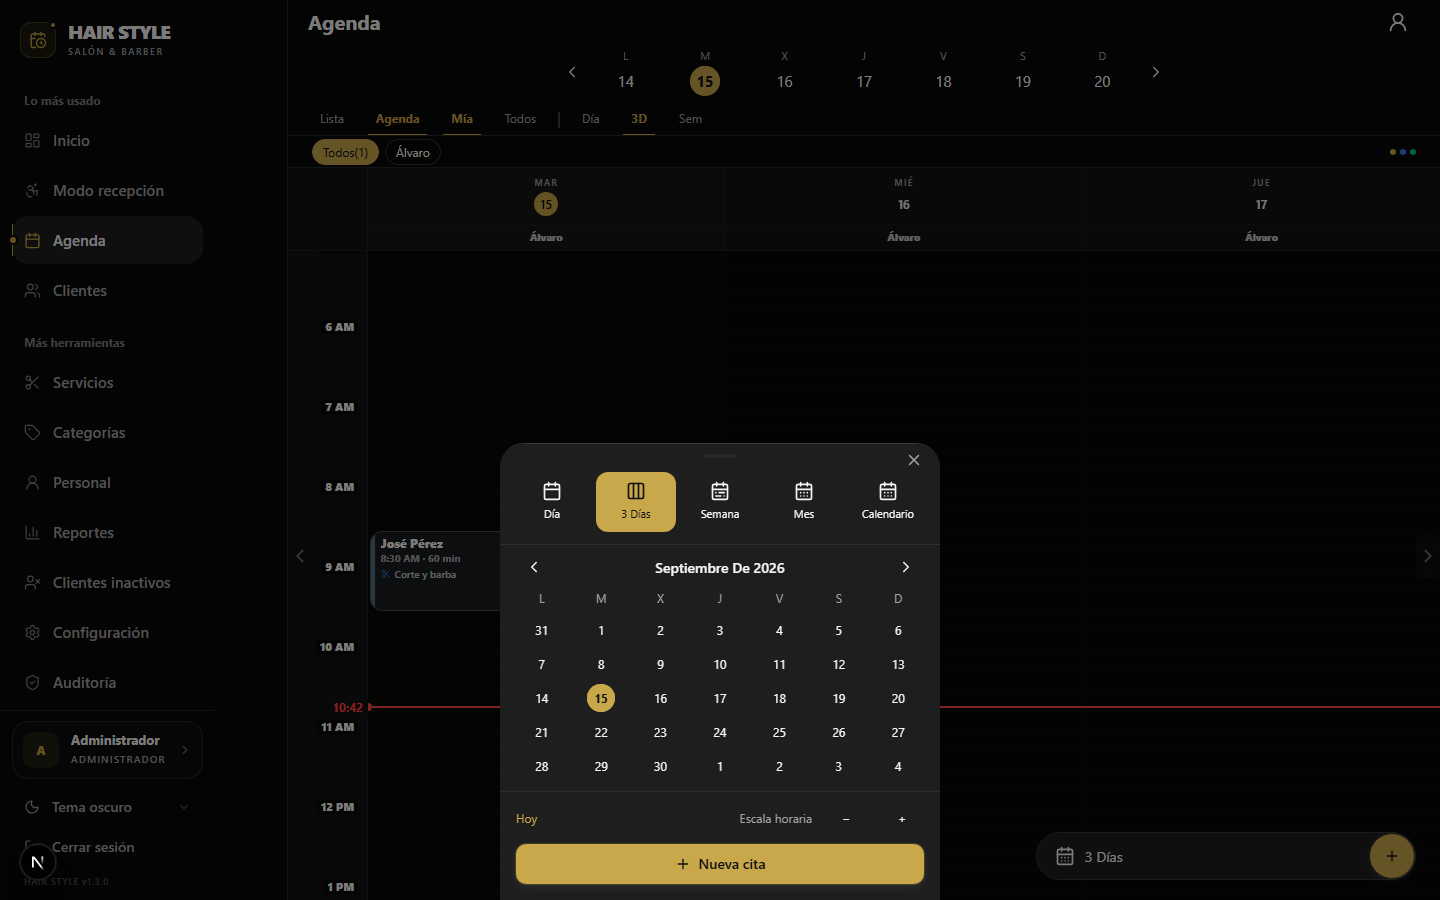 HAIR STYLE
SALÓN & BARBER
Lo más usado
Inicio
Modo recepción
Agenda
Clientes
Más herramientas
Servicios
Categorías
Personal
Reportes
Clientes inactivos
Configuración
Auditoría
A
Administrador
ADMINISTRADOR
Tema oscuro
Cerrar sesión
N
HAIR STYLE v1.3.0
Agenda
L M X J V S D
14 15 16 17 18 19 20
Lista Agenda Mía Todos Día 3D Sem
Todos(1) Álvaro
MAR MIÉ JUE
15 16 17
Álvaro Álvaro Álvaro
6 AM
7 AM
8 AM
José Pérez
8:30 AM · 60 min
Corte y barba
9 AM
10 AM
10:42
11 AM
12 PM
1 PM
Día 3 Días Semana Mes Calendario
Septiembre De 2026
L M X J V S D
31 1 2 3 4 5 6
7 8 9 10 11 12 13
14 15 16 17 18 19 20
21 22 23 24 25 26 27
28 29 30 1 2 3 4
Hoy Escala horaria − +
+ Nueva cita
3 Días +